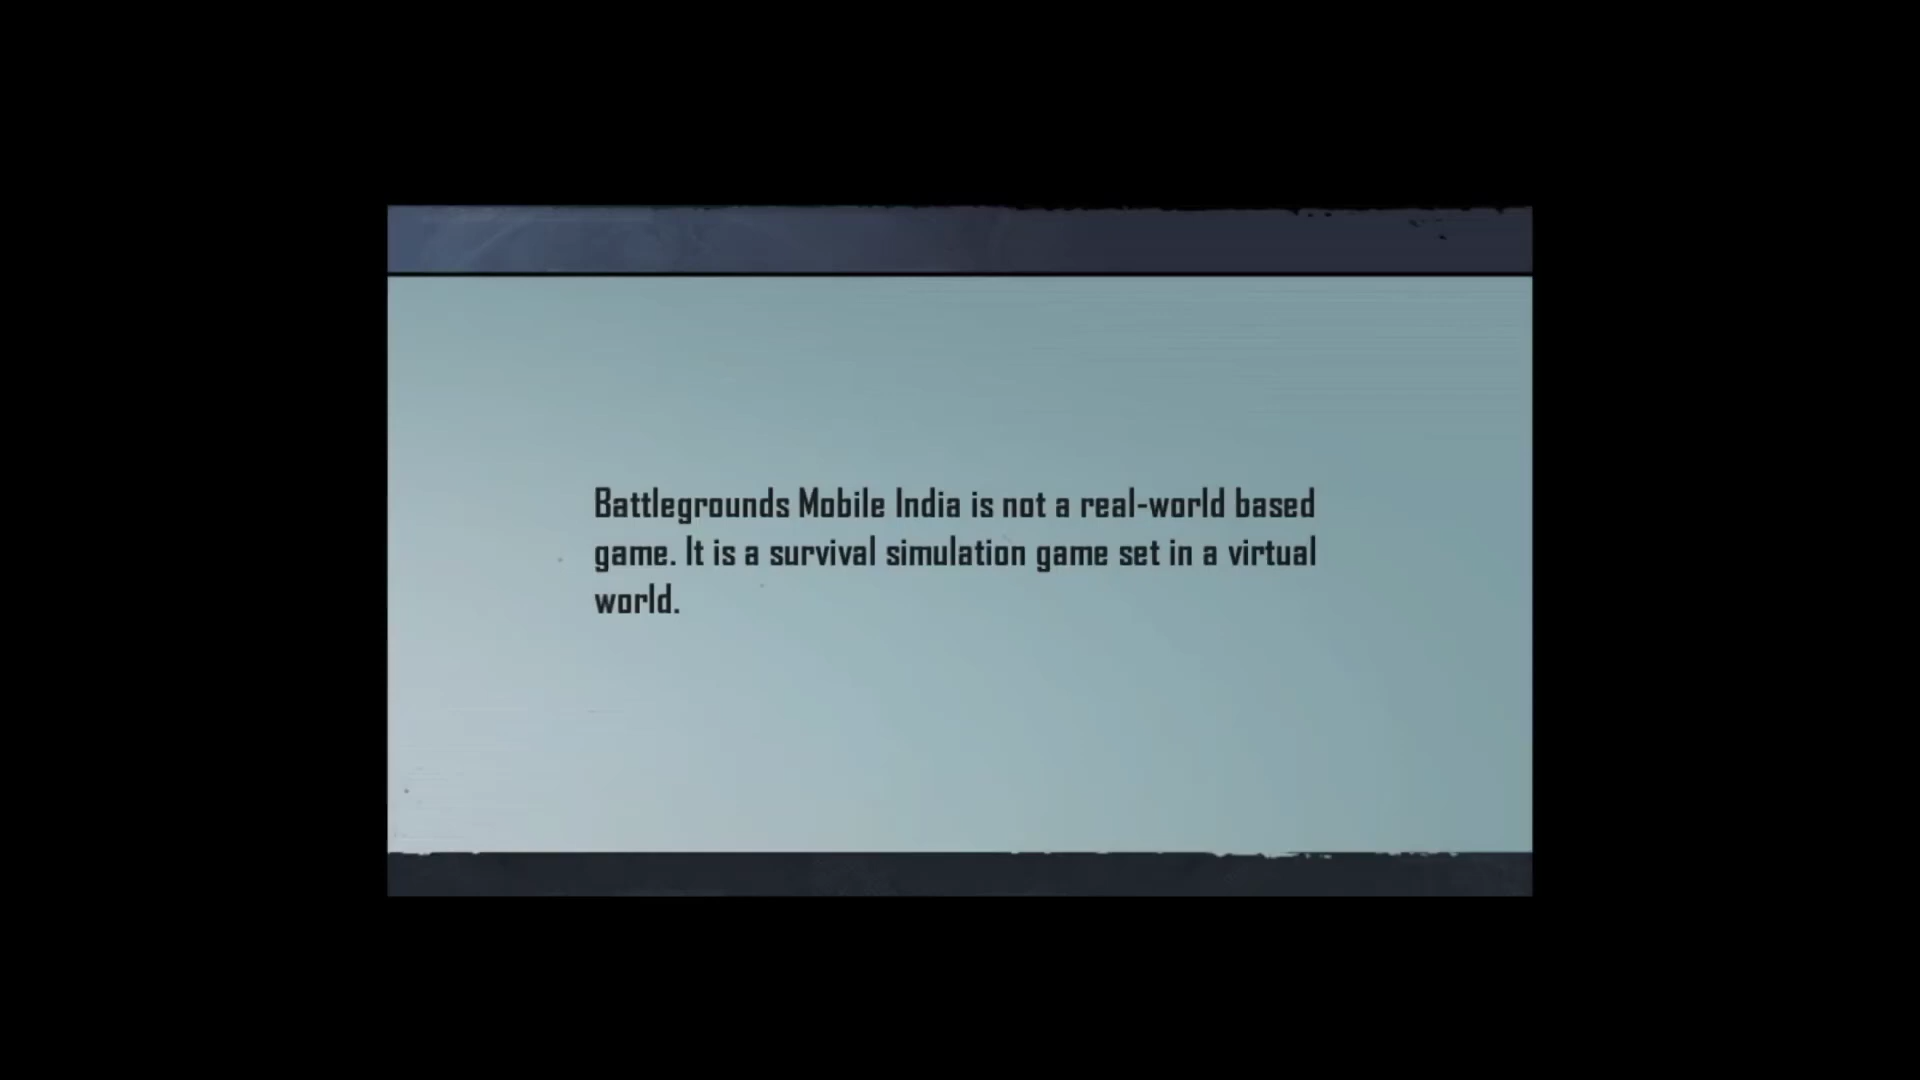 Battlegrounds Mobile India is not a real-world based
game. It is a survival simulation game set in a virtual
world.